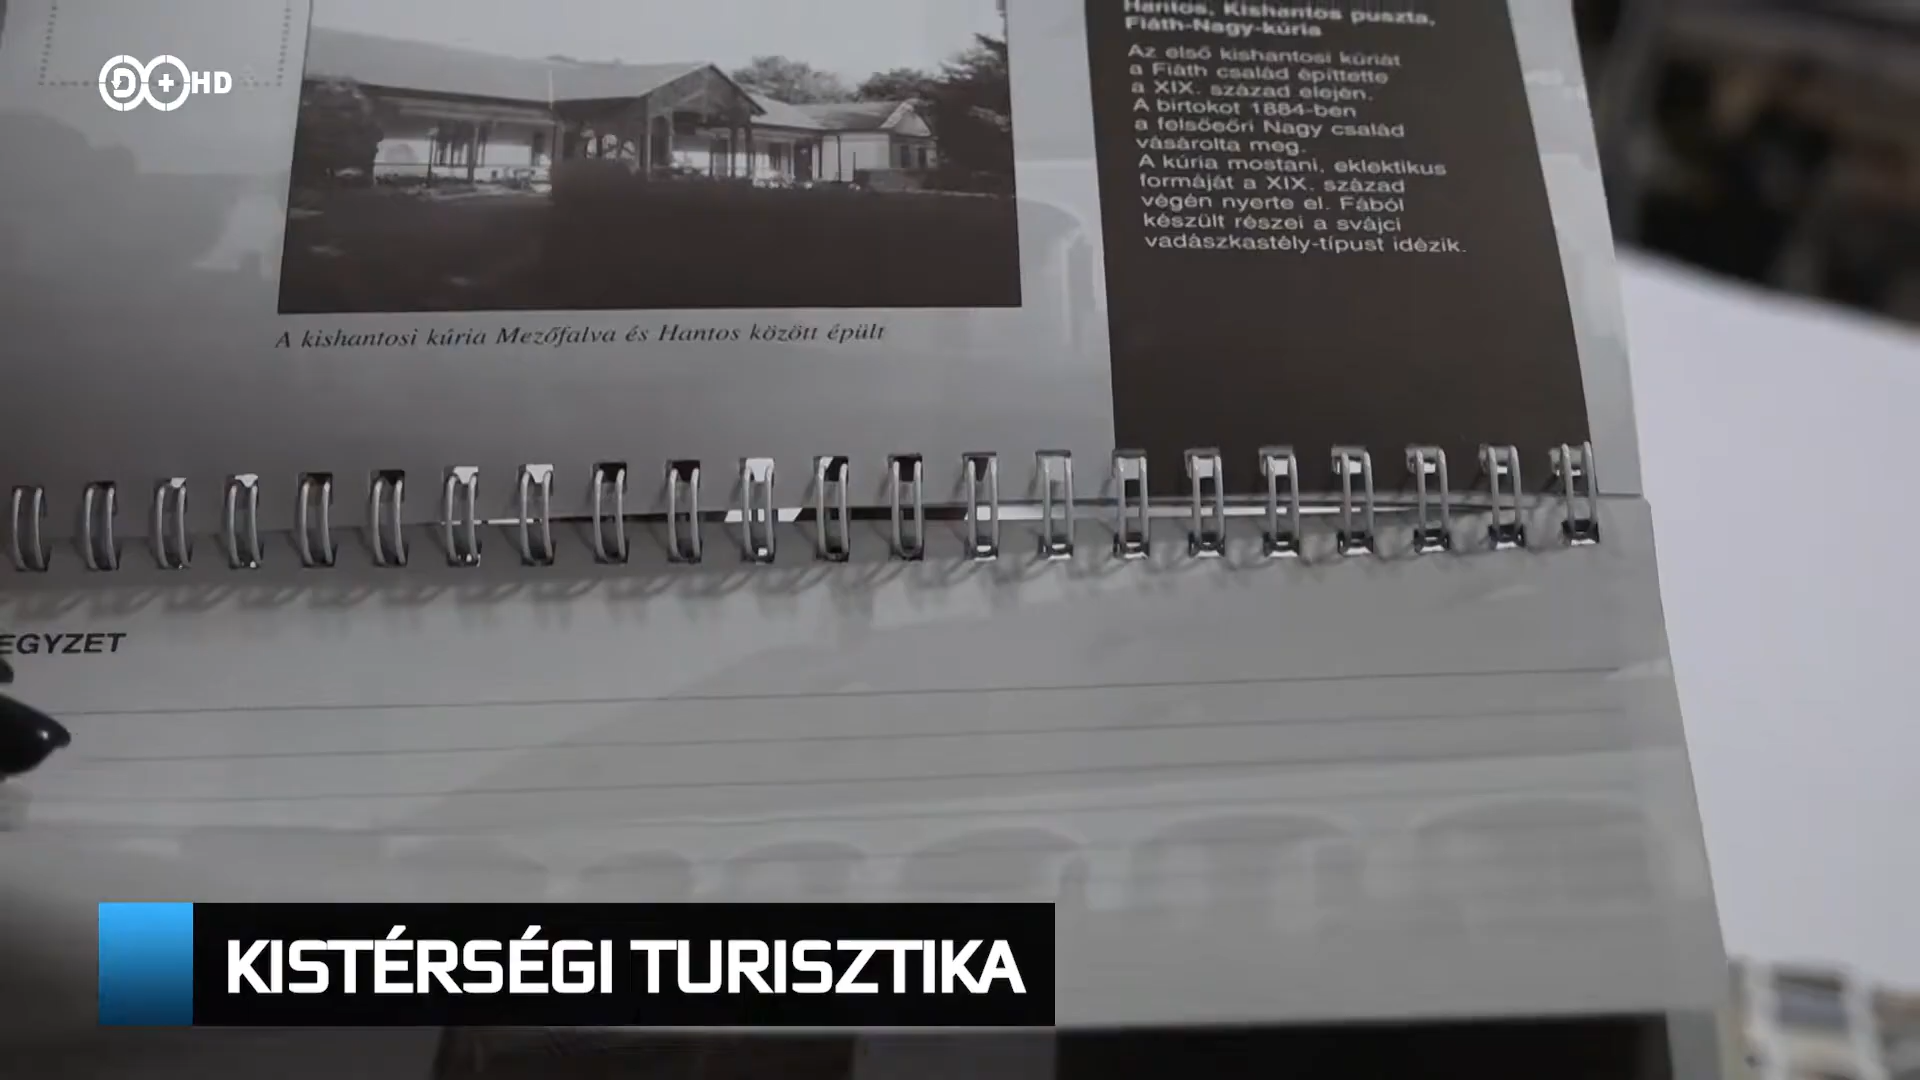 Đ+HD
Hantos, Kishantos puszta,
Fiáth-Nagy-kúria
Az első kishantosi kúriát
a Fiáth család építtette
a XIX. század elején.
A birtokot 1884-ben
a felsőeőri Nagy család
vásárolta meg.
A kúria mostani, eklektikus
formáját a XIX. század
végén nyerte el. Fából
készült részei a svájci
vadászkastély-típust idézik.
A kishantosi kúria Mezőfalva és Hantos között épült
EGYZET
KISTÉRSÉGI TURISZTIKA